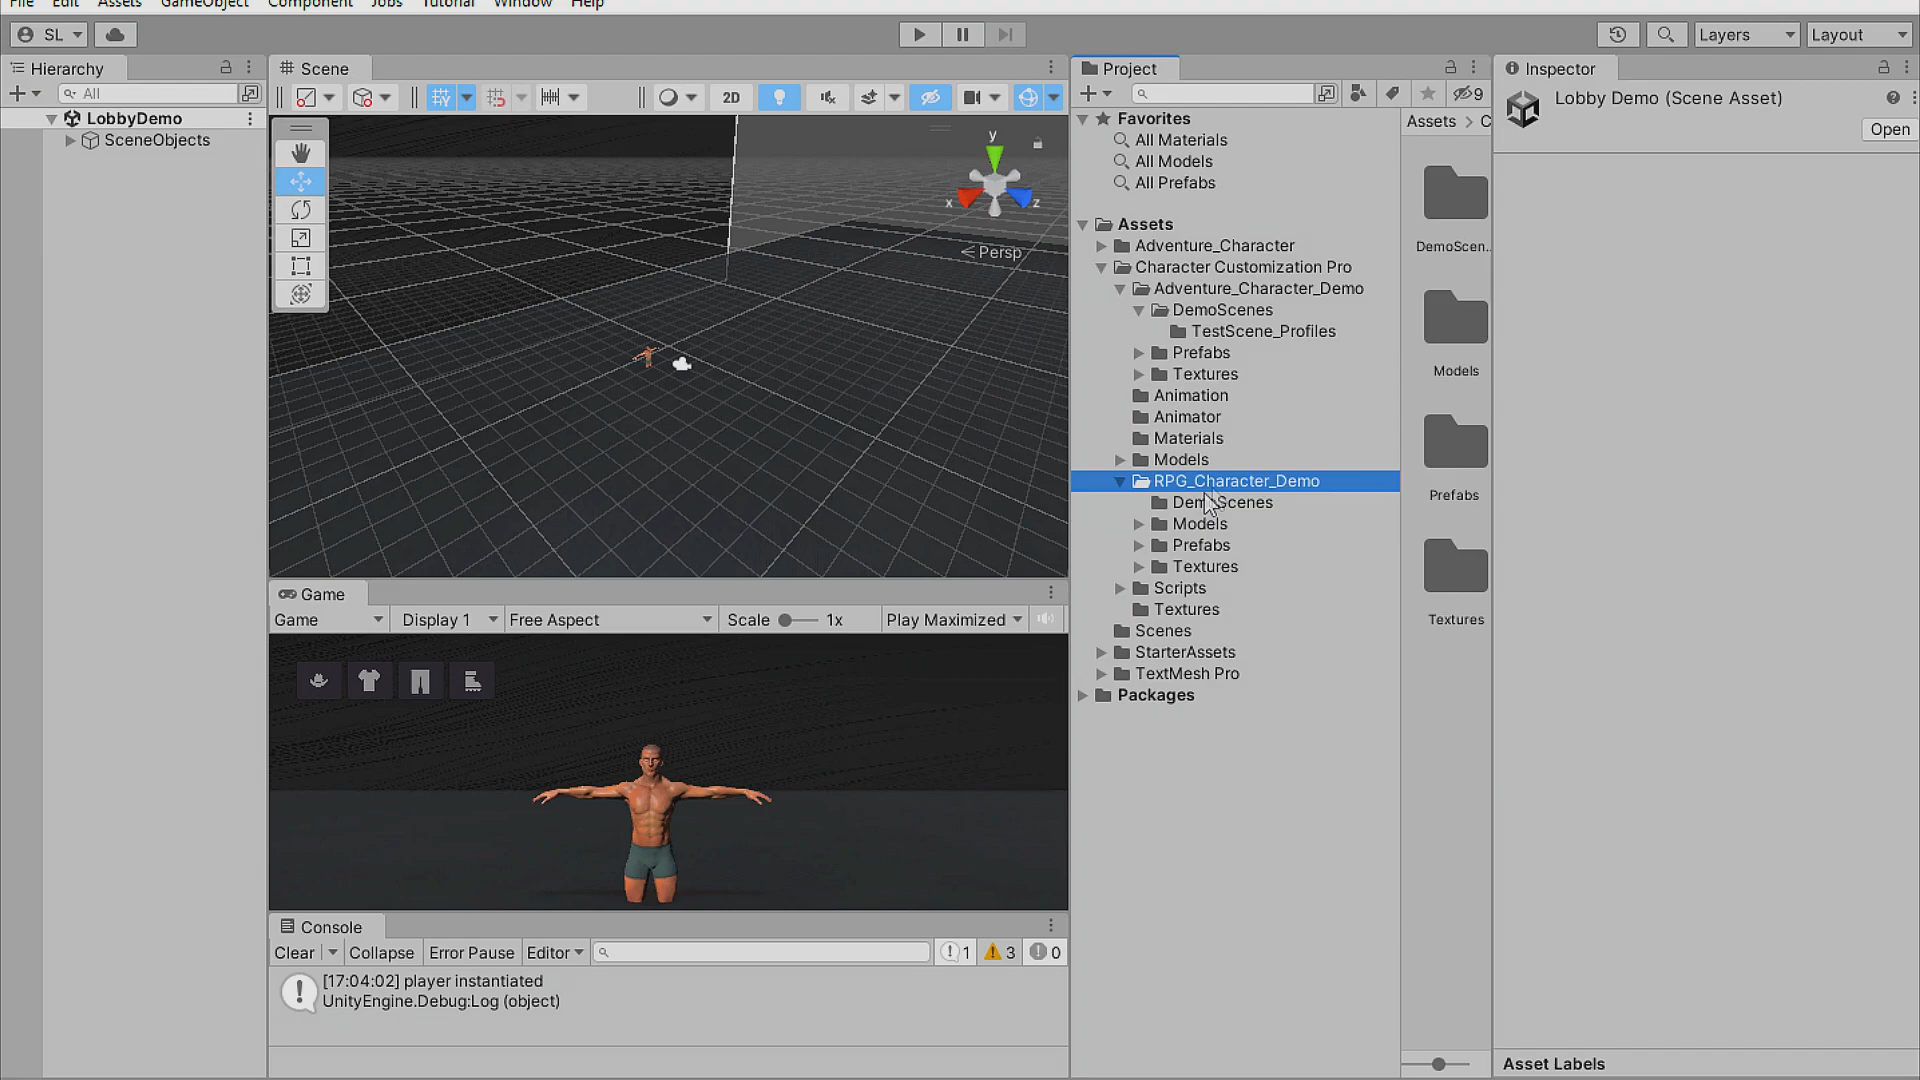 File Edit Assets GameObject Component Jobs Tutorial Window Help
SL
Layers
Layout
Hierarchy
All
LobbyDemo
SceneObjects
Scene
2D
y
x
z
Persp
Game
Game
Display 1
Free Aspect
Scale
1x
Play Maximized
Console
Clear
Collapse
Error Pause
Editor
1
3
0
[17:04:02] player instantiated
UnityEngine.Debug:Log (object)
Project
9
Favorites
All Materials
All Models
All Prefabs
Assets
Adventure_Character
Character Customization Pro
Adventure_Character_Demo
DemoScenes
TestScene_Profiles
Prefabs
Textures
Animation
Animator
Materials
Models
RPG_Character_Demo
DemoScenes
Models
Prefabs
Textures
Scripts
Textures
Scenes
StarterAssets
TextMesh Pro
Packages
Assets > C
DemoScen..
Models
Prefabs
Textures
Inspector
Lobby Demo (Scene Asset)
Open
Asset Labels